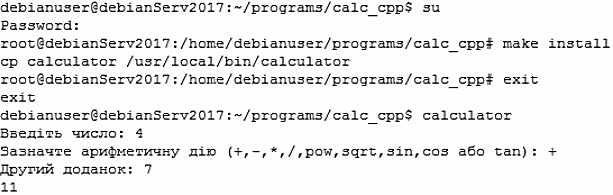 debianuser@debianServ2017:~/programs/calc_cpp$ su
Password:
root@debianServ2017:/home/debianuser/programs/calc_cpp# make install
cp calculator /usr/local/bin/calculator
root@debianServ2017:/home/debianuser/programs/calc_cpp# exit
exit
debianuser@debianServ2017:~/programs/calc_cpp$ calculator
Введіть число: 4
Зазначте арифметичну дію (+,-,*,/,pow,sqrt,sin,cos або tan): +
Другий доданок: 7
11